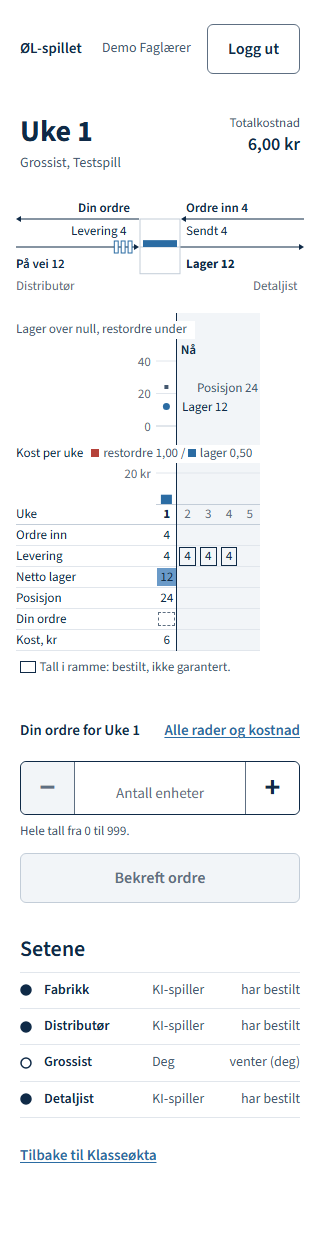 ØL-spillet Demo Faglærer Logg ut
Uke 1
Totalkostnad
6,00 kr
Grossist, Testspill
Din ordre Ordre inn 4
Levering 4 Sendt 4
På vei 12 Lager 12
Distributør Detaljist
Lager over null, restordre under
Nå
40
20
Posisjon 24
Lager 12
0
Kost per uke restordre 1,00 / lager 0,50
20 kr
Uke 1 2 3 4 5
Ordre inn 4
Levering 4 4 4 4
Netto lager 12
Posisjon 24
Din ordre
Kost, kr 6
Tall i ramme: bestilt, ikke garantert.
Din ordre for Uke 1 Alle rader og kostnad
− Antall enheter +
Hele tall fra 0 til 999.
Bekreft ordre
Setene
Fabrikk KI-spiller har bestilt
Distributør KI-spiller har bestilt
Grossist Deg venter (deg)
Detaljist KI-spiller har bestilt
Tilbake til Klasseøkta